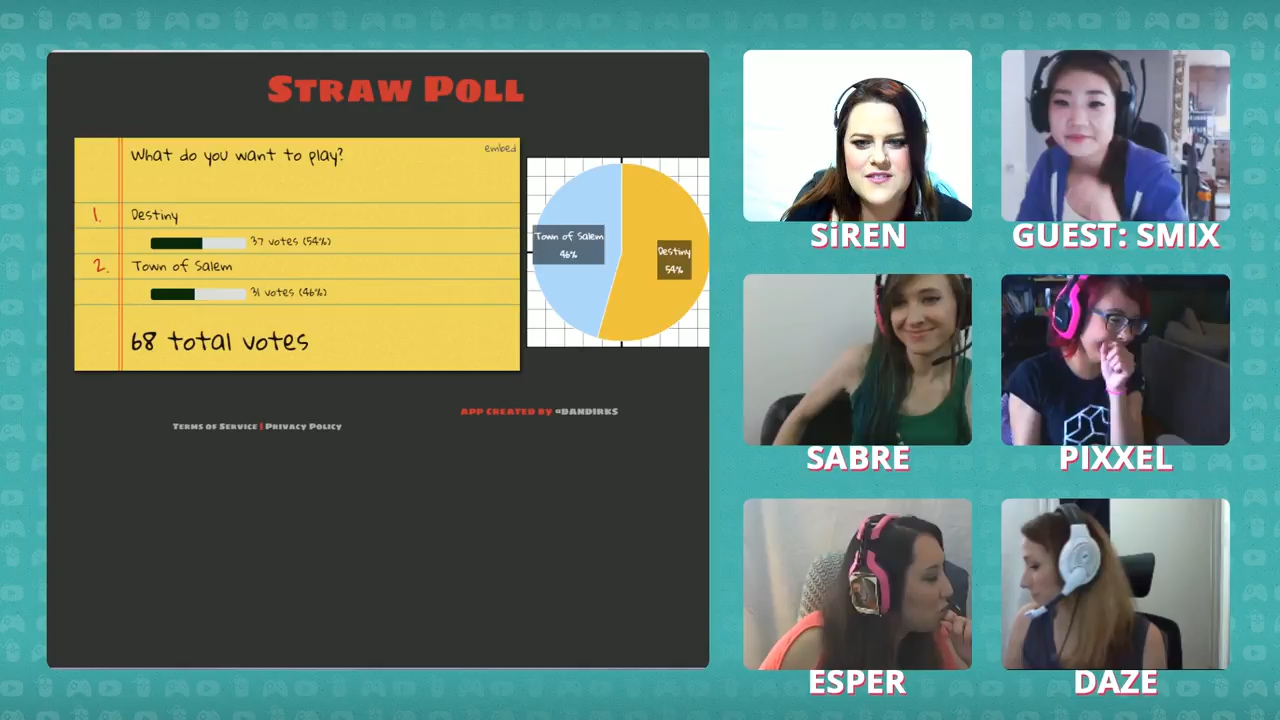 STRAW POLL
What do you want to play?
embed
1. Destiny
37 votes (54%)
2. Town of Salem
31 votes (46%)
68 total votes
Town of Salem
46%
Destiny
54%
APP CREATED BY @DANDIRKS
TERMS OF SERVICE | PRIVACY POLICY
SiREN
GUEST: SMIX
SABRE
PIXXEL
ESPER
DAZE